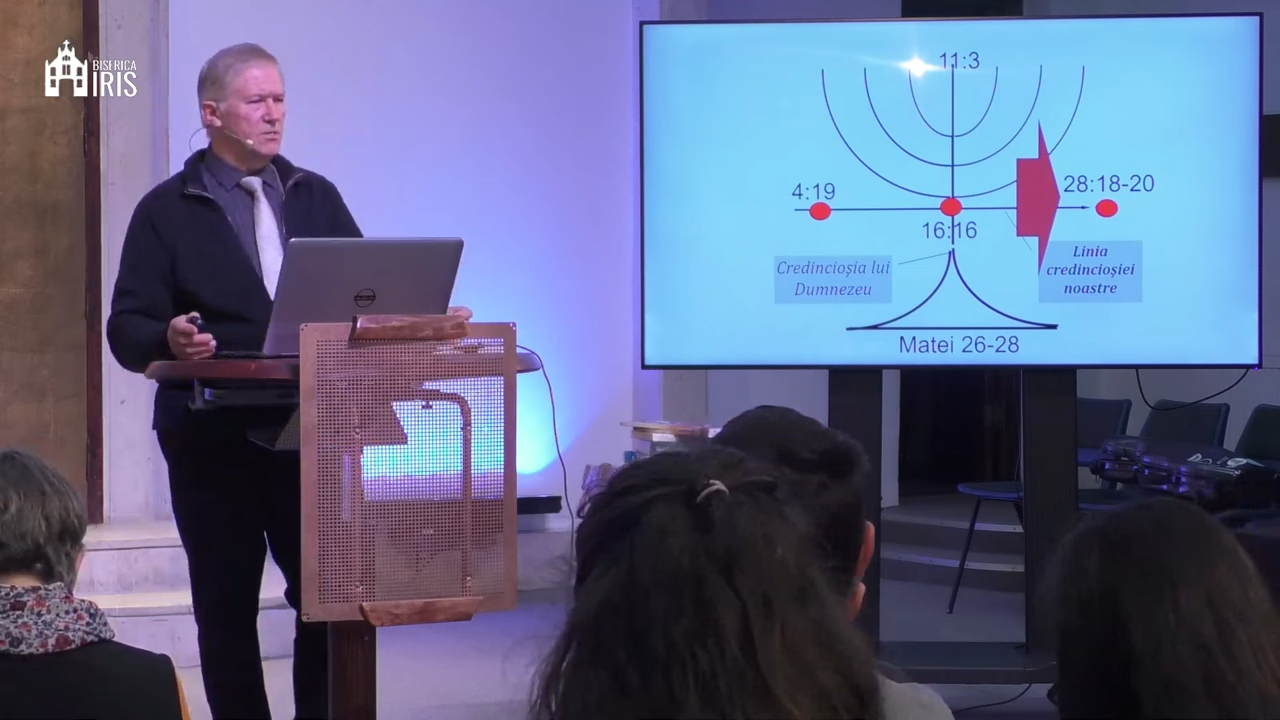 BISERICA
IRIS
11:3
4:19
28:18-20
16:16
Credincioșia lui
Dumnezeu
Linia
credincioșiei
noastre
Matei 26-28